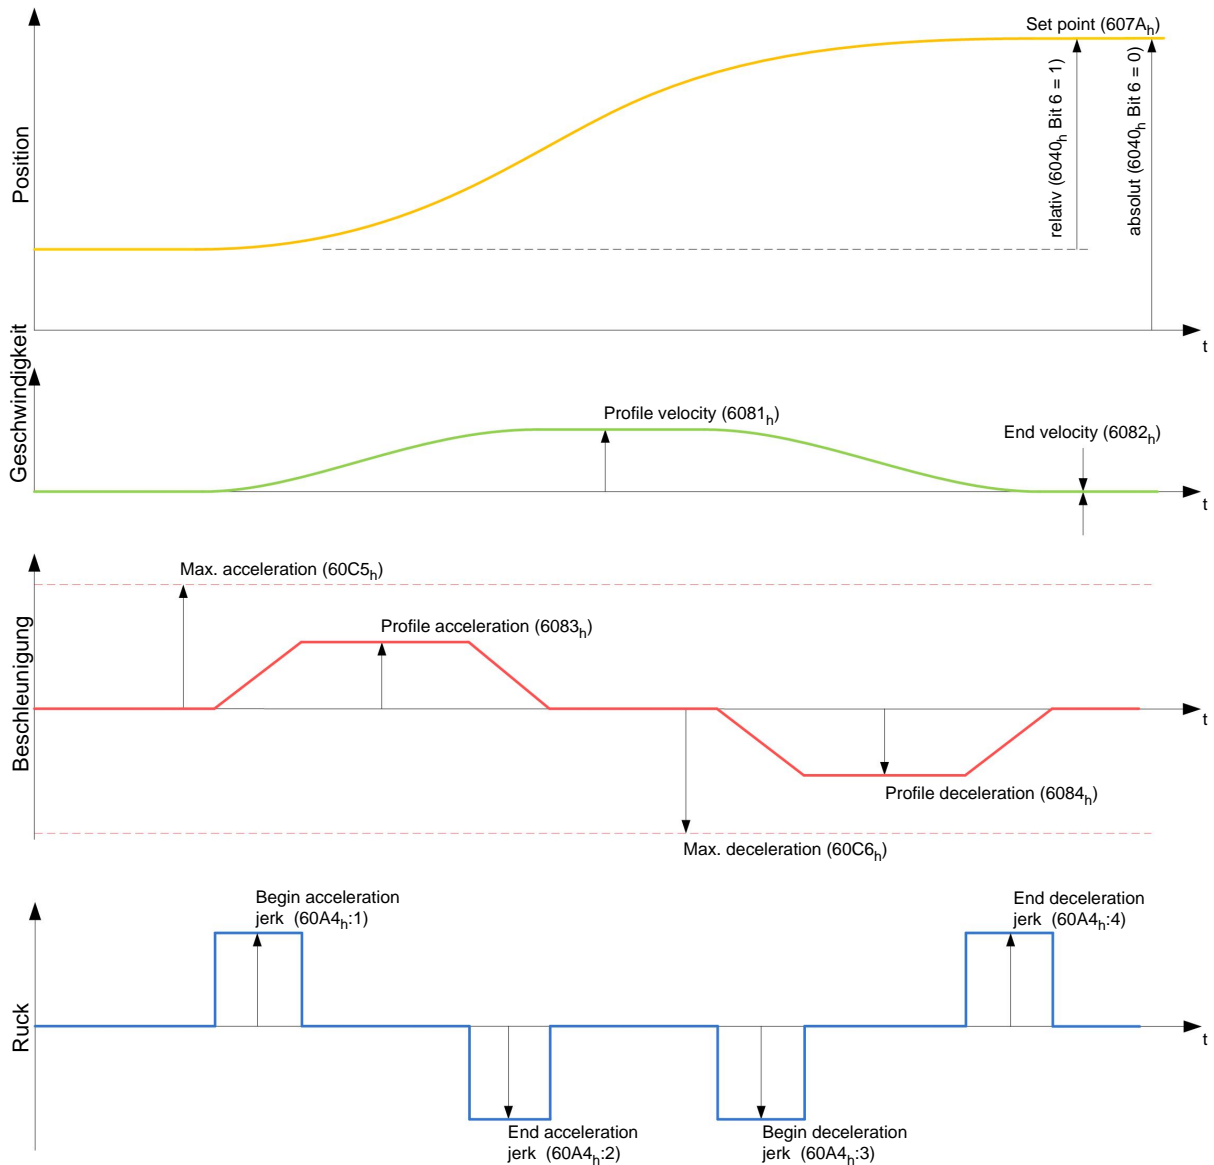 Set point (607Ah)
Position
relativ (6040h Bit 6 = 1)
absolut (6040h Bit 6 = 0)
t
Geschwindigkeit
Profile velocity (6081h)
End velocity (6082h)
t
Beschleunigung
Max. acceleration (60C5h)
Profile acceleration (6083h)
t
Profile deceleration (6084h)
Max. deceleration (60C6h)
Ruck
Begin acceleration
jerk (60A4h:1)
End deceleration
jerk (60A4h:4)
t
End acceleration
jerk (60A4h:2)
Begin deceleration
jerk (60A4h:3)